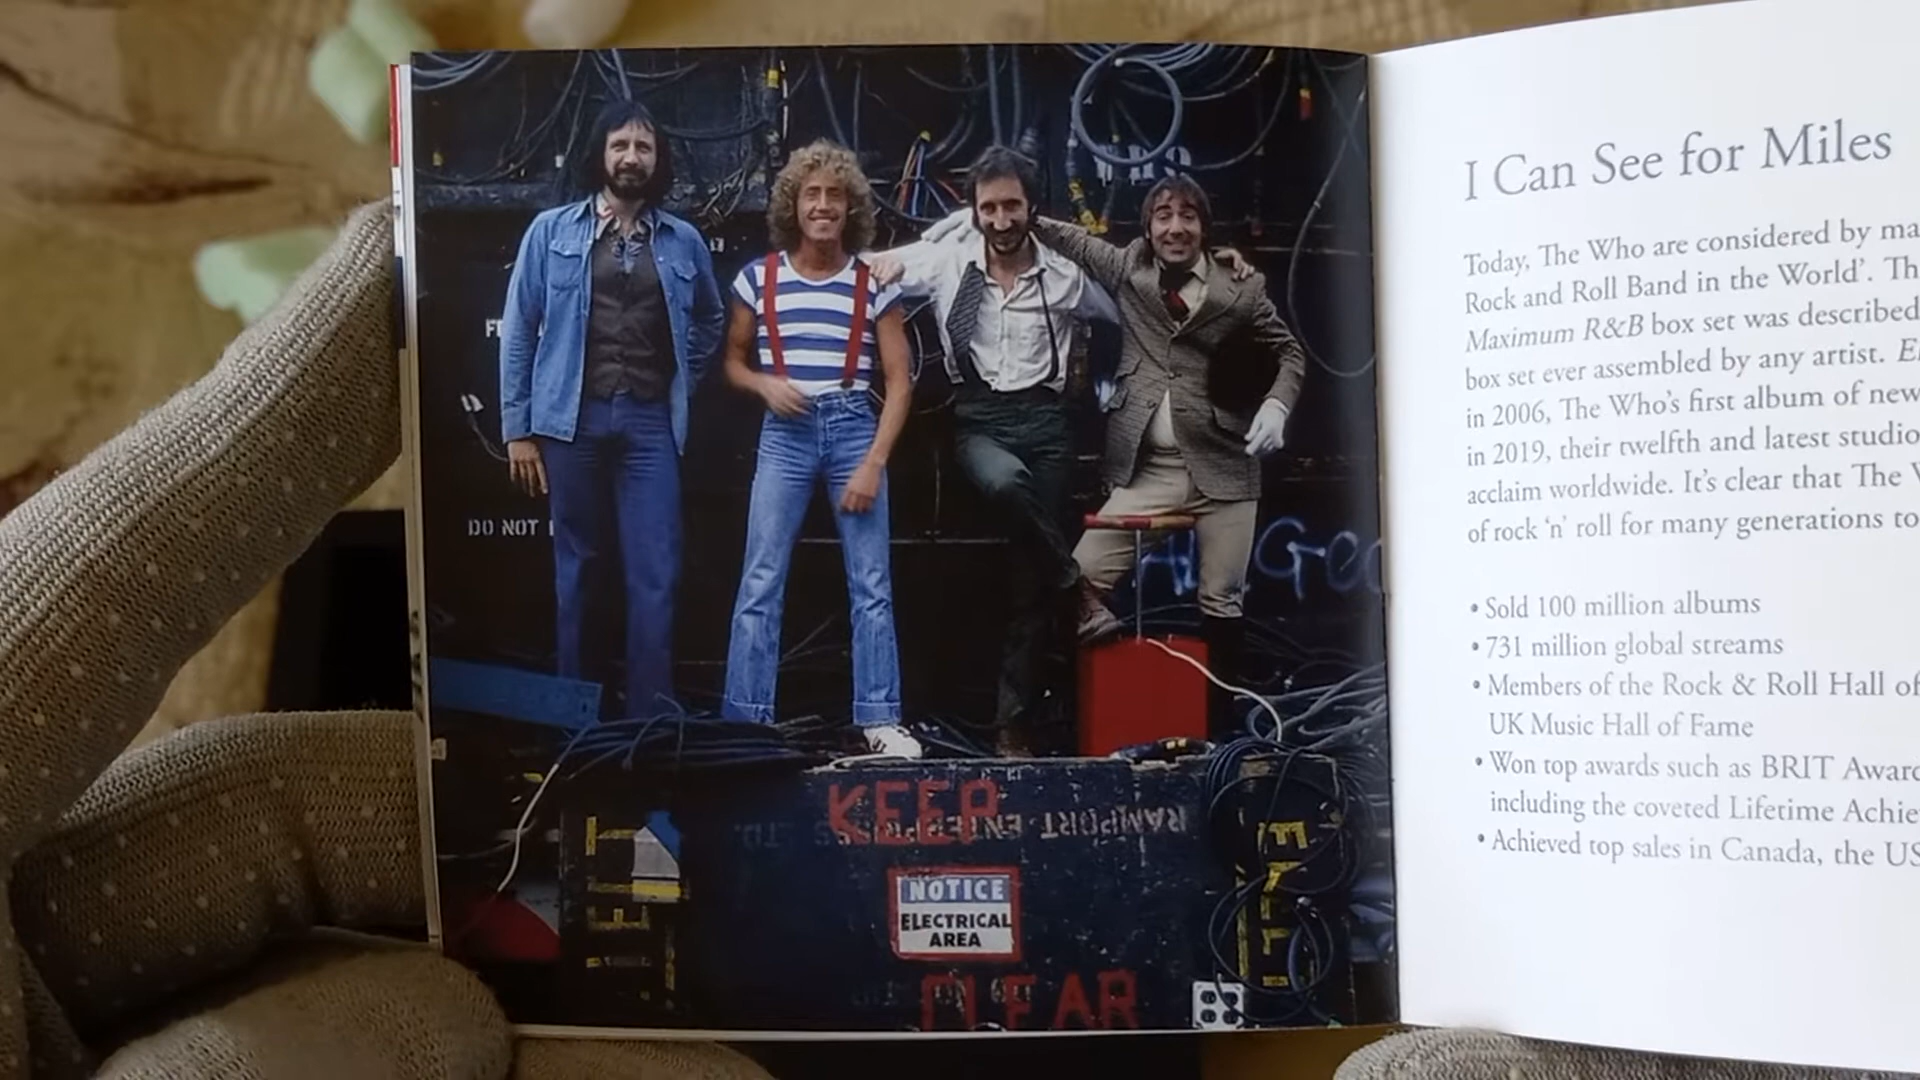 DO NOT
KEEP
RAMPORT ENTERPRISES LTD.
NOTICE
ELECTRICAL
AREA
CLEAR
I Can See for Miles
Today, The Who are considered by ma
Rock and Roll Band in the World'. Th
Maximum R&B box set was described
box set ever assembled by any artist. E
in 2006, The Who's first album of new
in 2019, their twelfth and latest studio
acclaim worldwide. It's clear that The
of rock 'n' roll for many generations to
• Sold 100 million albums
• 731 million global streams
• Members of the Rock & Roll Hall of
UK Music Hall of Fame
• Won top awards such as BRIT Award
including the coveted Lifetime Achie
• Achieved top sales in Canada, the US